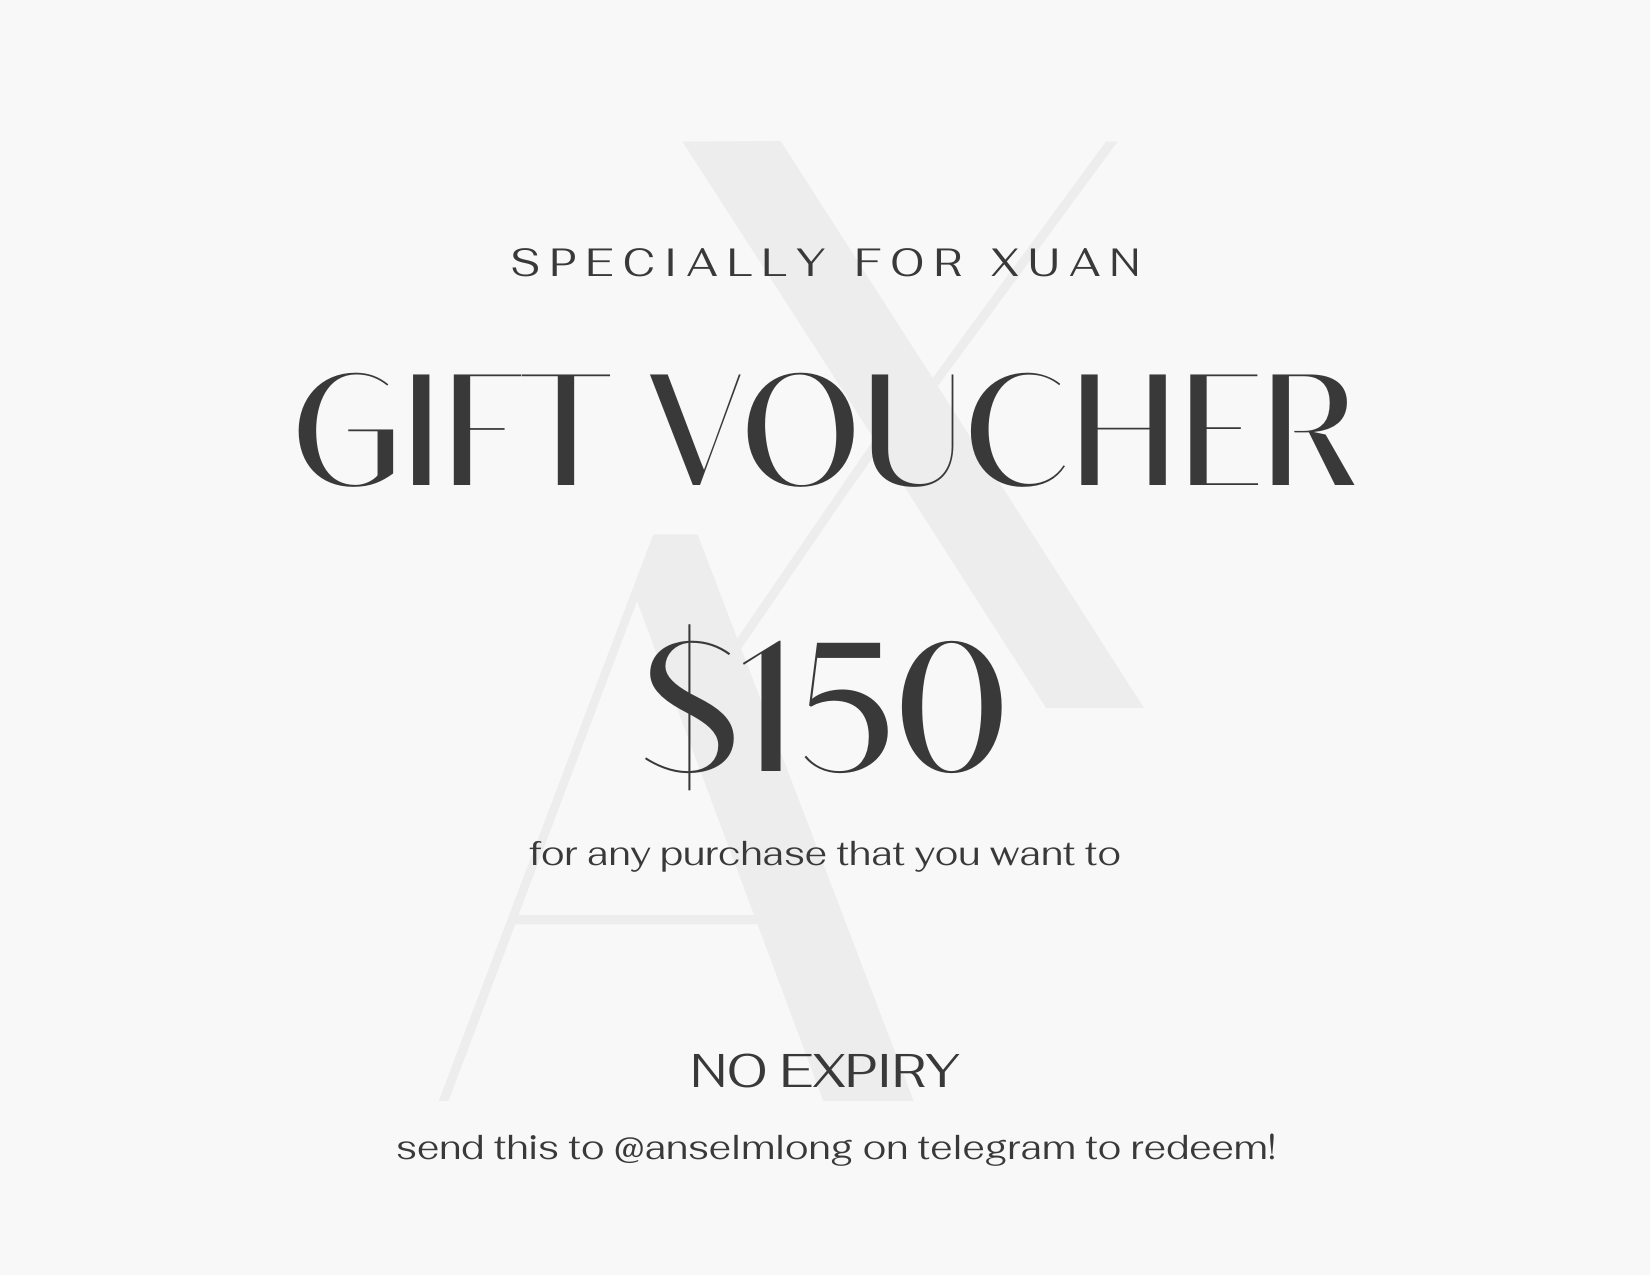 SPECIALLY FOR XUAN
GIFT VOUCHER
$150
for any purchase that you want to
NO EXPIRY
send this to @anselmlong on telegram to redeem!
X
A